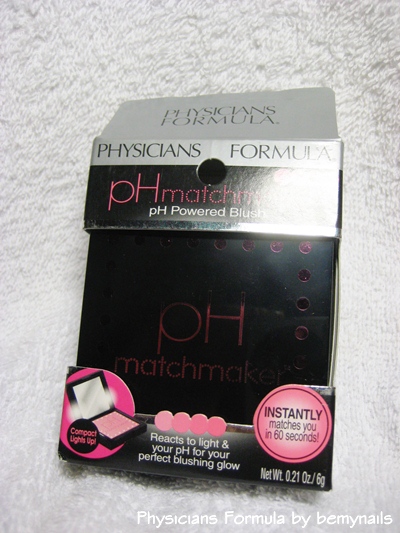 PHYSICIANS
FORMULA®
PHYSICIANS FORMULA®
pH matchmaker
pH Powered Blush
pH
matchmaker
Compact
Lights Up!
Reacts to light &
your pH for your
perfect blushing glow
INSTANTLY
matches you
in 60 seconds!
Net Wt. 0.21 Oz./6g
Physicians Formula by bemynails